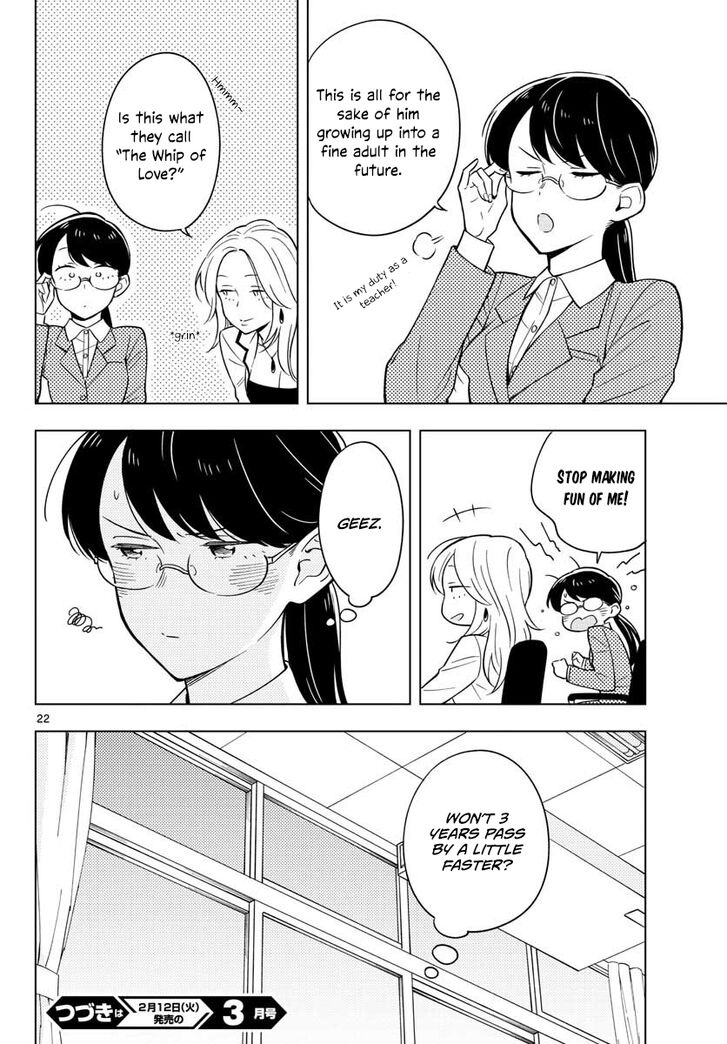 This is all for the
sake of him
growing up into a
fine adult in the
future.
It is my duty as a
teacher!
Hmmm~
Is this what
they call
"The Whip of
Love?"
*grin*
Stop making
fun of me!
Geez.
22
Won't 3
years pass
by a little
faster?
つづきは
2月12日(火)
発売の
3月号